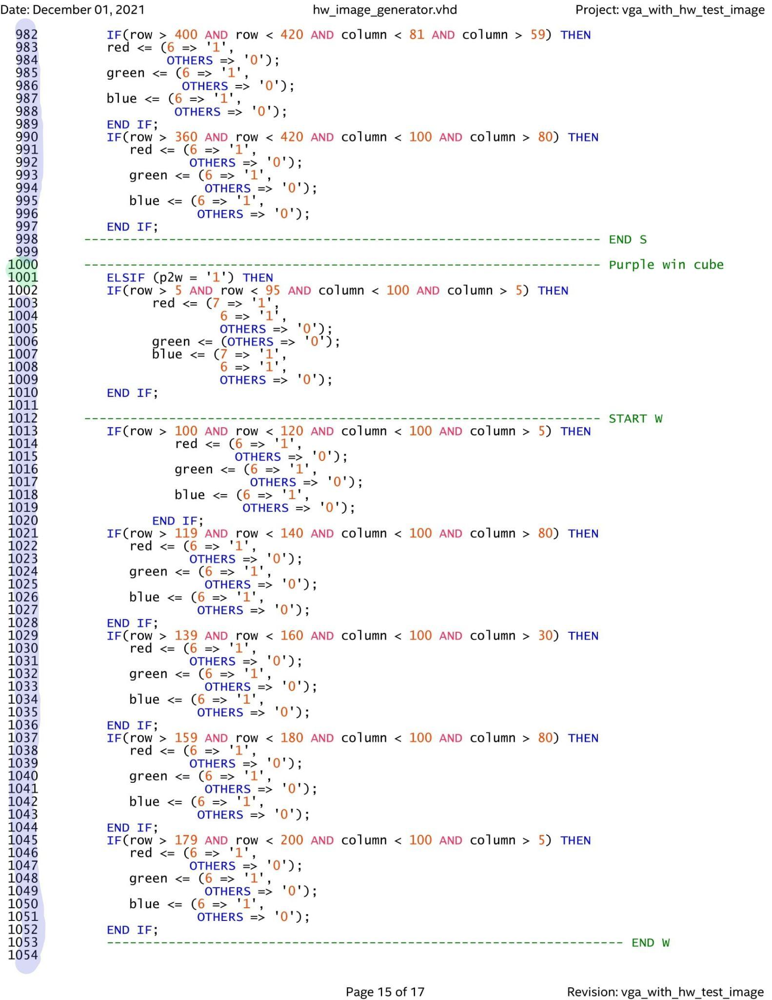 Date: December 01, 2021 hw_image_generator.vhd Project: vga_with_hw_test_image
982 IF(row > 400 AND row < 420 AND column < 81 AND column > 59) THEN
983 red <= (6 => '1',
984 OTHERS => '0');
985 green <= (6 => '1',
986 OTHERS => '0');
987 blue <= (6 => '1',
988 OTHERS => '0');
989 END IF;
990 IF(row > 360 AND row < 420 AND column < 100 AND column > 80) THEN
991 red <= (6 => '1',
992 OTHERS => '0');
993 green <= (6 => '1',
994 OTHERS => '0');
995 blue <= (6 => '1',
996 OTHERS => '0');
997 END IF;
998 -------------------------------------------------------------------- END S
999
1000 -------------------------------------------------------------------- Purple win cube
1001 ELSIF (p2w = '1') THEN
1002 IF(row > 5 AND row < 95 AND column < 100 AND column > 5) THEN
1003 red <= (7 => '1',
1004 6 => '1',
1005 OTHERS => '0');
1006 green <= (OTHERS => '0');
1007 blue <= (7 => '1',
1008 6 => '1',
1009 OTHERS => '0');
1010 END IF;
1011
1012 -------------------------------------------------------------------- START W
1013 IF(row > 100 AND row < 120 AND column < 100 AND column > 5) THEN
1014 red <= (6 => '1',
1015 OTHERS => '0');
1016 green <= (6 => '1',
1017 OTHERS => '0');
1018 blue <= (6 => '1',
1019 OTHERS => '0');
1020 END IF;
1021 IF(row > 119 AND row < 140 AND column < 100 AND column > 80) THEN
1022 red <= (6 => '1',
1023 OTHERS => '0');
1024 green <= (6 => '1',
1025 OTHERS => '0');
1026 blue <= (6 => '1',
1027 OTHERS => '0');
1028 END IF;
1029 IF(row > 139 AND row < 160 AND column < 100 AND column > 30) THEN
1030 red <= (6 => '1',
1031 OTHERS => '0');
1032 green <= (6 => '1',
1033 OTHERS => '0');
1034 blue <= (6 => '1',
1035 OTHERS => '0');
1036 END IF;
1037 IF(row > 159 AND row < 180 AND column < 100 AND column > 80) THEN
1038 red <= (6 => '1',
1039 OTHERS => '0');
1040 green <= (6 => '1',
1041 OTHERS => '0');
1042 blue <= (6 => '1',
1043 OTHERS => '0');
1044 END IF;
1045 IF(row > 179 AND row < 200 AND column < 100 AND column > 5) THEN
1046 red <= (6 => '1',
1047 OTHERS => '0');
1048 green <= (6 => '1',
1049 OTHERS => '0');
1050 blue <= (6 => '1',
1051 OTHERS => '0');
1052 END IF;
1053 -------------------------------------------------------------------- END W
1054
Page 15 of 17 Revision: vga_with_hw_test_image